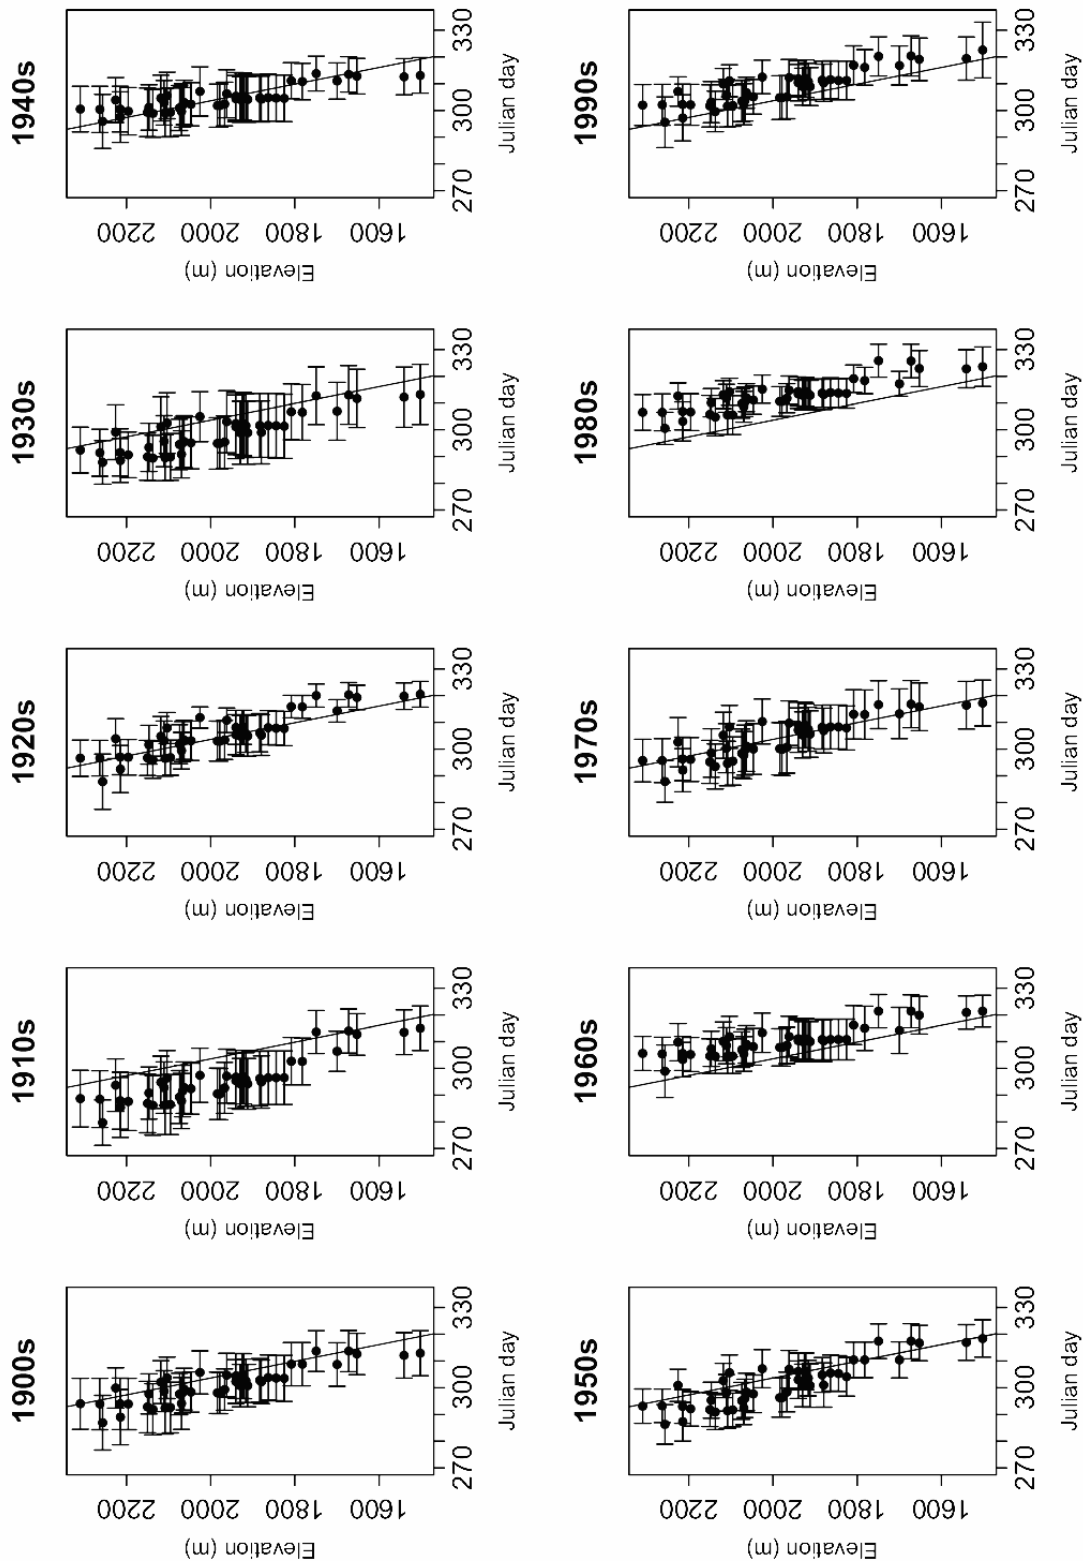 1940s
330
300
270
Julian day
2200 2000 1800 1600
Elevation (m)
1990s
330
300
270
Julian day
2200 2000 1800 1600
Elevation (m)
1930s
330
300
270
Julian day
2200 2000 1800 1600
Elevation (m)
1980s
330
300
270
Julian day
2200 2000 1800 1600
Elevation (m)
1920s
330
300
270
Julian day
2200 2000 1800 1600
Elevation (m)
1970s
330
300
270
Julian day
2200 2000 1800 1600
Elevation (m)
1910s
330
300
270
Julian day
2200 2000 1800 1600
Elevation (m)
1960s
330
300
270
Julian day
2200 2000 1800 1600
Elevation (m)
1900s
330
300
270
Julian day
2200 2000 1800 1600
Elevation (m)
1950s
330
300
270
Julian day
2200 2000 1800 1600
Elevation (m)